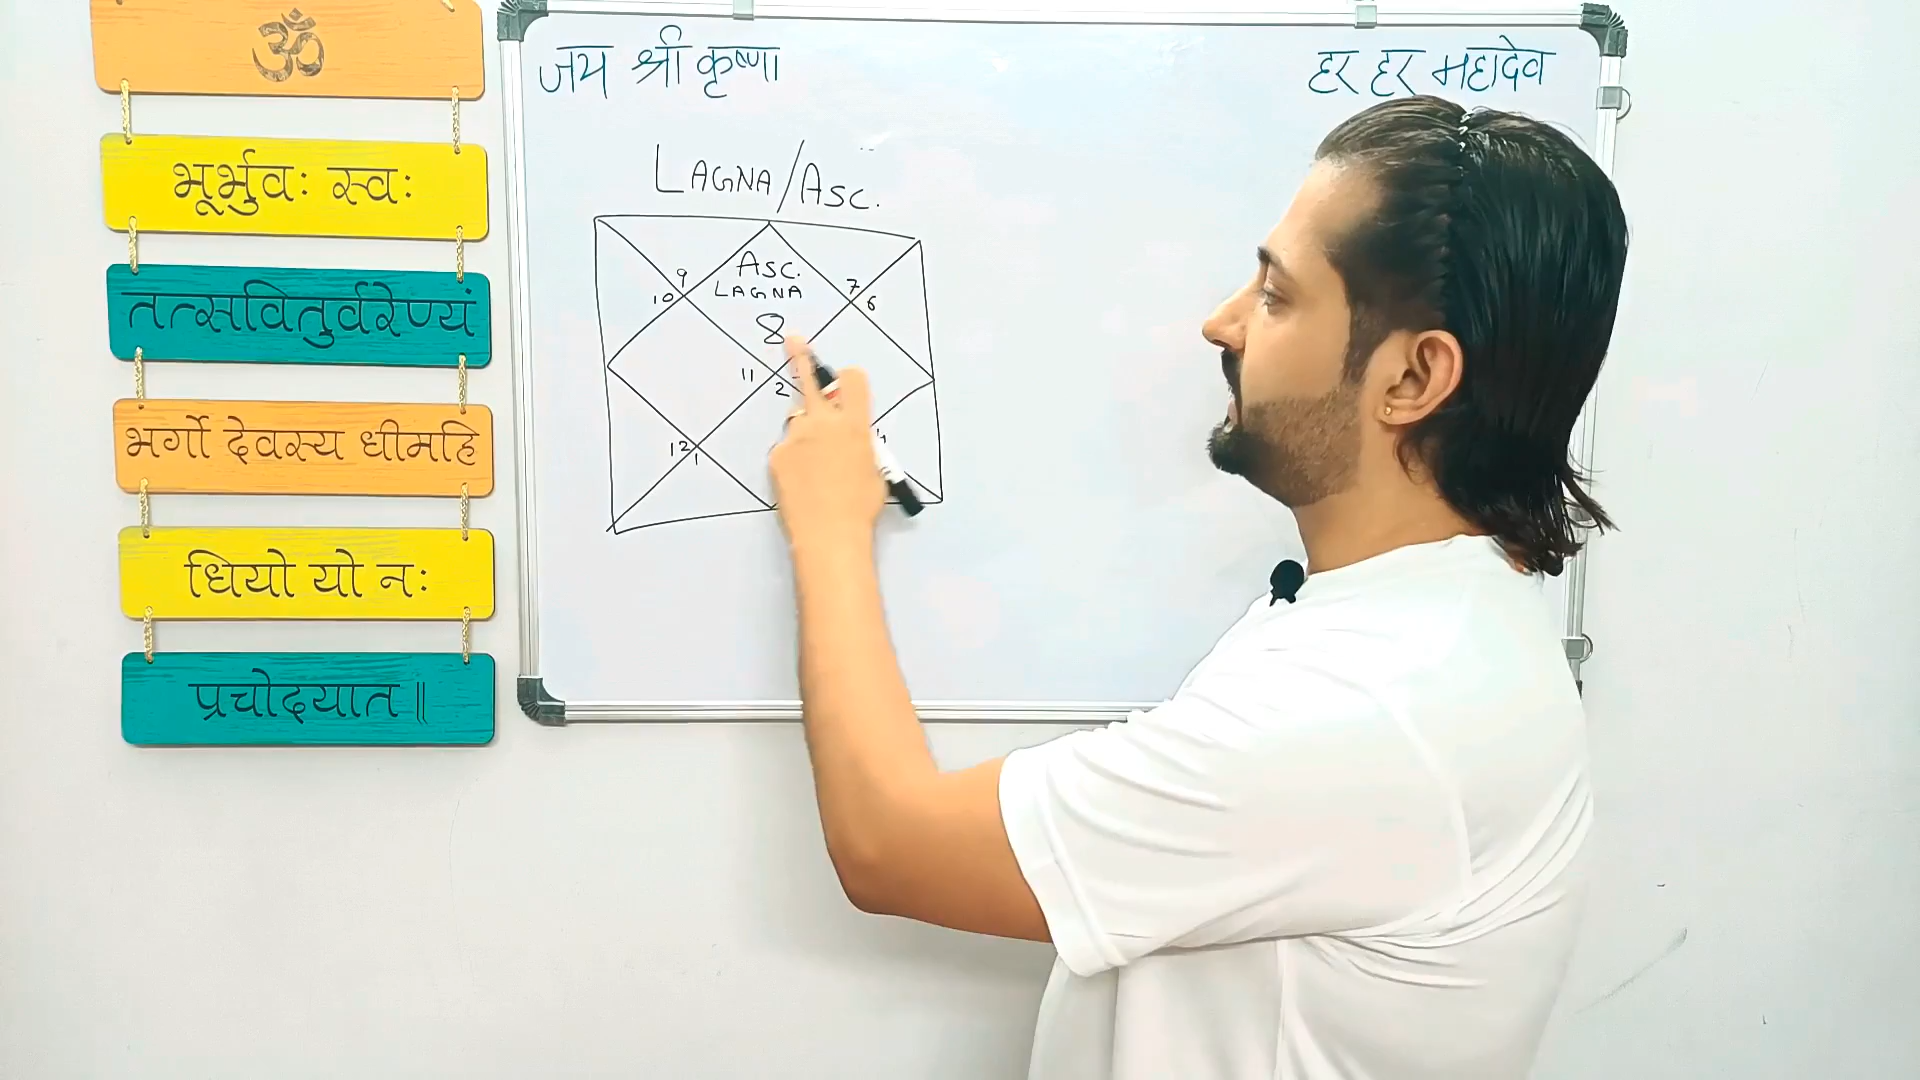 ॐ
भूर्भुवः स्वः
तत्सवितुर्वरेण्यं
भर्गो देवस्य धीमहि
धियो यो नः
प्रचोदयात॥
जय श्री कृष्णा
हर हर महादेव
LAGNA/ASC.
ASC.
LAGNA
8
9
10
7
6
11
2
12
1